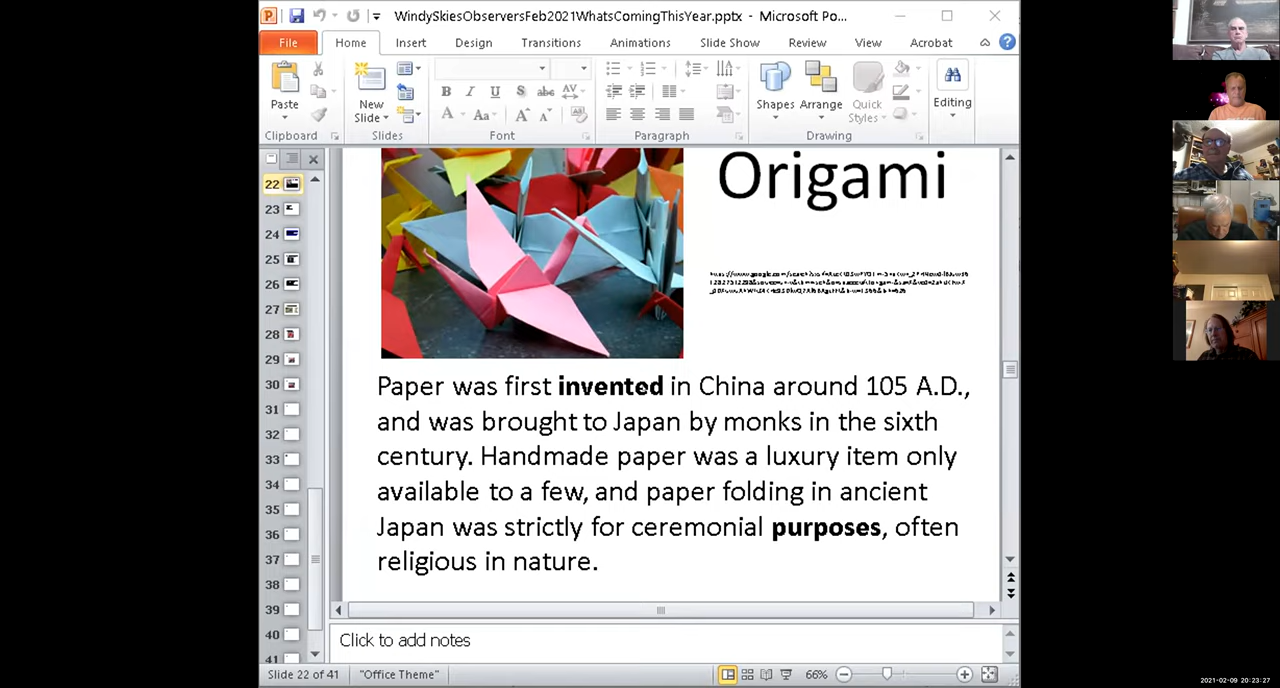 WindySkiesObserversFeb2021WhatsComingThisYear.pptx - Microsoft Po...
File Home Insert Design Transitions Animations Slide Show Review View Acrobat
Paste
New
Slide
Shapes Arrange Quick
Styles
Editing
Clipboard Slides Font Paragraph Drawing
22
23
24
25
26
27
28
29
30
31
32
33
34
35
36
37
38
39
40
41
Origami
Paper was first invented in China around 105 A.D.,
and was brought to Japan by monks in the sixth
century. Handmade paper was a luxury item only
available to a few, and paper folding in ancient
Japan was strictly for ceremonial purposes, often
religious in nature.
Click to add notes
Slide 22 of 41 "Office Theme" 66%
2021-02-09 20:23:27